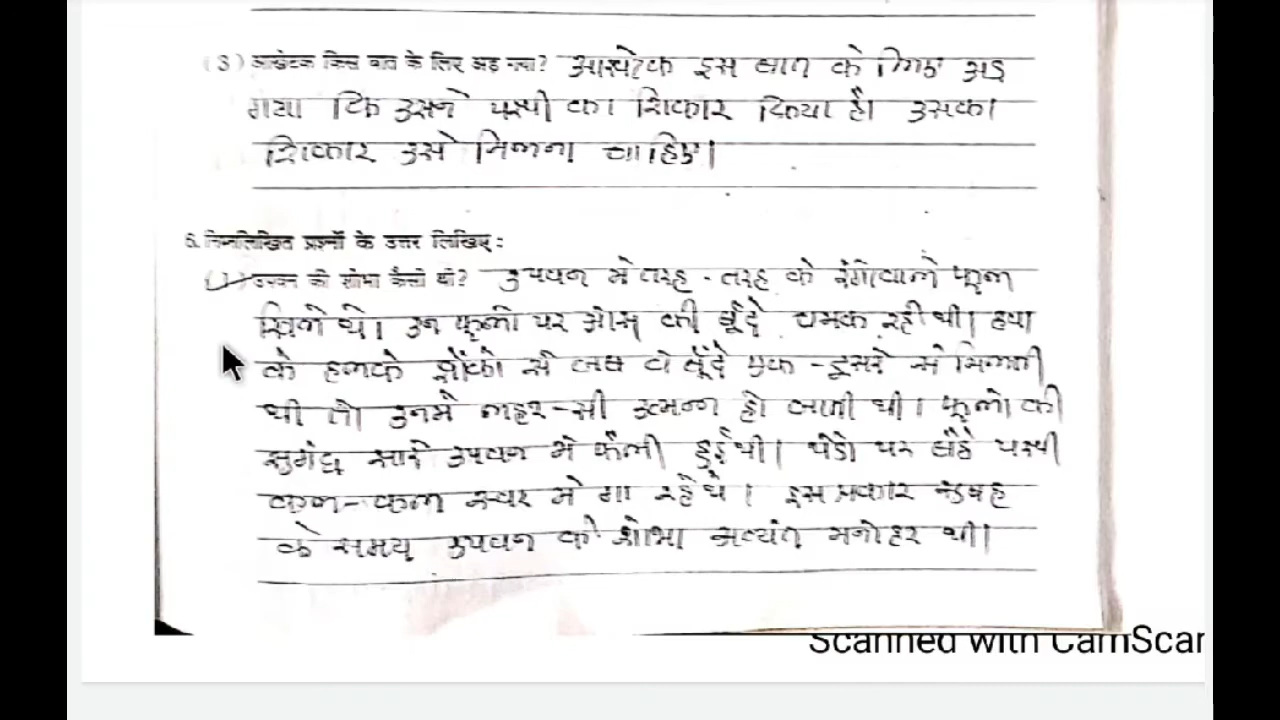 (3) आखेटक किस बात के लिए अड़ गया? आखेटक इस बात के लिए अड़
गया कि उसने पक्षी का शिकार किया है। उसका
शिकार उसे मिलना चाहिए।
6. निम्नलिखित प्रश्नों के उत्तर लिखिए:
(1) उपवन की शोभा कैसी थी? उपवन मे तरह-तरह के रंगोवाले फूल
खिले थे। उन फूलो पर ओस की बूँदे चमक रही थी। हवा
के हलके झोंको से जब वे बूँदे एक-दूसरे से मिलती
थी तो उनमे लहर-सी उत्पन्न हो जाती थी। फूलो की
सुगंध सारे उपवन मे फैली हुई थी। पेडो पर बैठे पक्षी
कल-कल स्वर मे गा रहे थे। इस प्रकार सुबह
के समय उपवन की शोभा अत्यंत मनोहर थी।
Scanned with CamScan